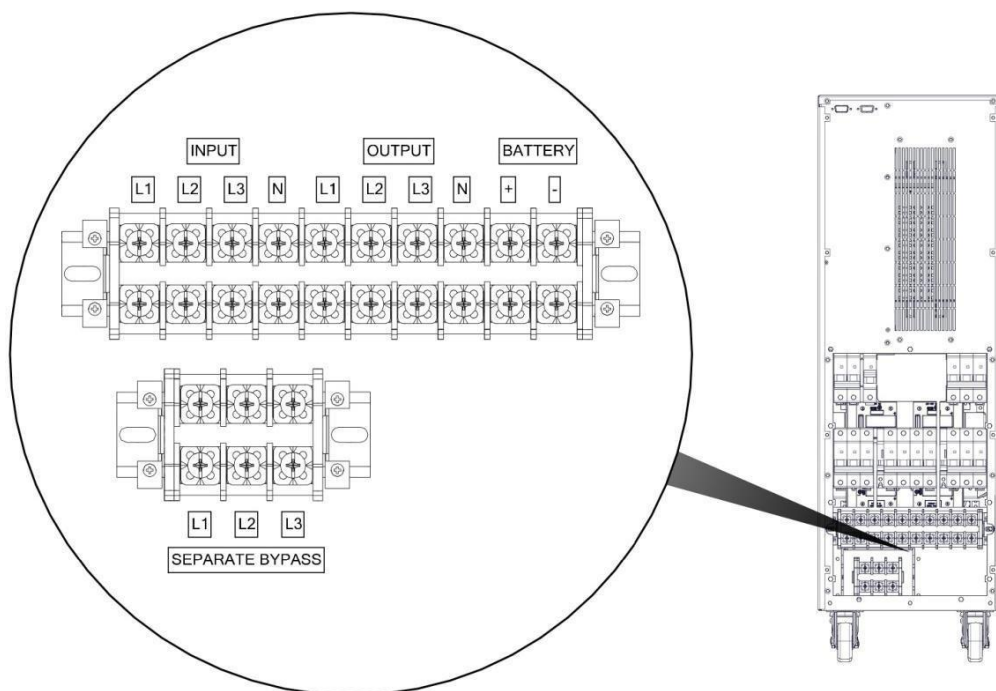 INPUT OUTPUT BATTERY
L1 L2 L3 N L1 L2 L3 N + -
L1 L2 L3
SEPARATE BYPASS